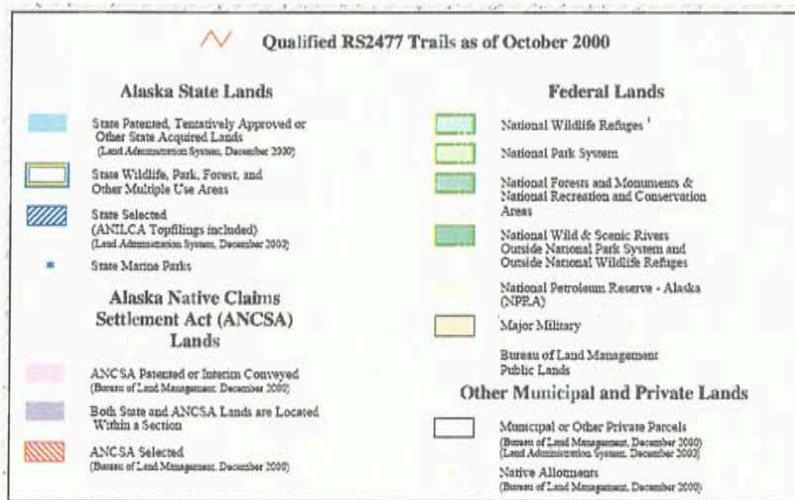 Qualified RS2477 Trails as of October 2000
Alaska State Lands
State Patented, Tentatively Approved or
Other State Acquired Lands
(Land Administration System, December 2000)
State Wildlife, Park, Forest, and
Other Multiple Use Areas
State Selected
(ANILCA Topfilings included)
(Land Administration System, December 2000)
State Marine Parks
Alaska Native Claims
Settlement Act (ANCSA)
Lands
ANCSA Patented or Interim Conveyed
(Bureau of Land Management, December 2000)
Both State and ANCSA Lands are Located
Within a Section
ANCSA Selected
(Bureau of Land Management, December 2000)
Federal Lands
National Wildlife Refuges 1
National Park System
National Forests and Monuments &
National Recreation and Conservation
Areas
National Wild & Scenic Rivers
Outside National Park System and
Outside National Wildlife Refuges
National Petroleum Reserve - Alaska
(NPRA)
Major Military
Bureau of Land Management
Public Lands
Other Municipal and Private Lands
Municipal or Other Private Parcels
(Bureau of Land Management, December 2000)
(Land Administration System, December 2000)
Native Allotments
(Bureau of Land Management, December 2000)